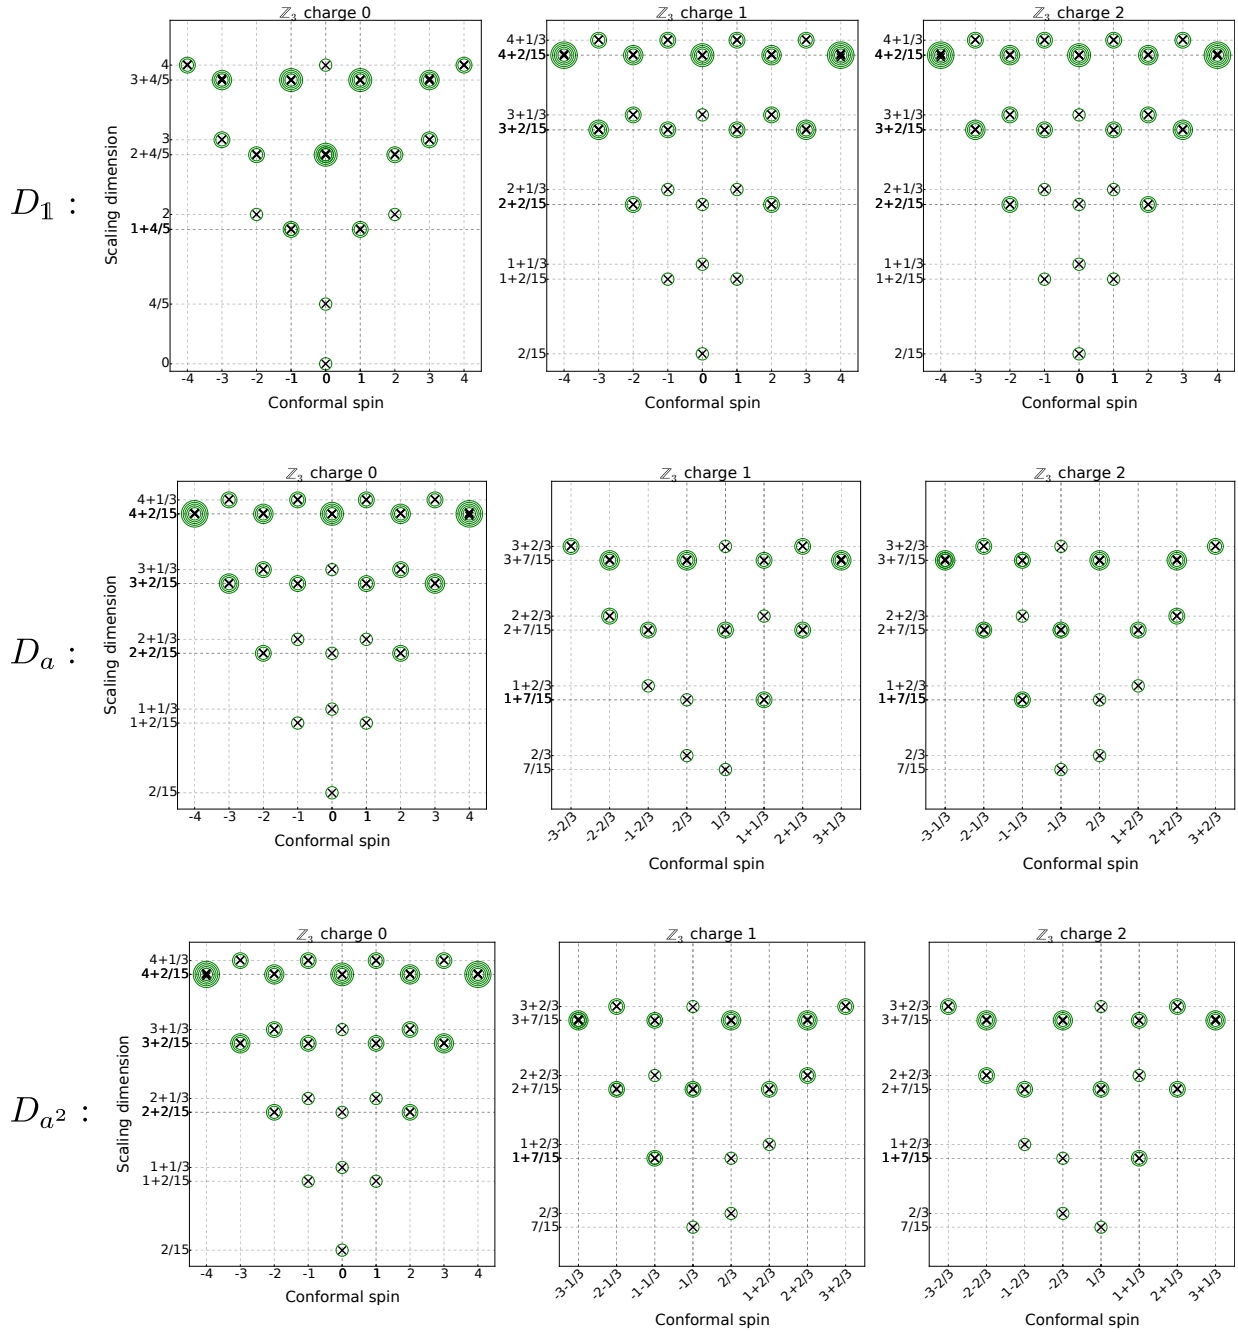 ℤ₃ charge 0
ℤ₃ charge 1
ℤ₃ charge 2
D𝟙 :
Scaling dimension
4
3+4/5
3
2+4/5
2
1+4/5
4/5
0
-4 -3 -2 -1 0 1 2 3 4
Conformal spin
4+1/3
4+2/15
3+1/3
3+2/15
2+1/3
2+2/15
1+1/3
1+2/15
2/15
-4 -3 -2 -1 0 1 2 3 4
Conformal spin
4+1/3
4+2/15
3+1/3
3+2/15
2+1/3
2+2/15
1+1/3
1+2/15
2/15
-4 -3 -2 -1 0 1 2 3 4
Conformal spin
ℤ₃ charge 0
ℤ₃ charge 1
ℤ₃ charge 2
Dₐ :
Scaling dimension
4+1/3
4+2/15
3+1/3
3+2/15
2+1/3
2+2/15
1+1/3
1+2/15
2/15
-4 -3 -2 -1 0 1 2 3 4
Conformal spin
3+2/3
3+7/15
2+2/3
2+7/15
1+2/3
1+7/15
2/3
7/15
-3-2/3 -2-2/3 -1-2/3 -2/3 1/3 1+1/3 2+1/3 3+1/3
Conformal spin
3+2/3
3+7/15
2+2/3
2+7/15
1+2/3
1+7/15
2/3
7/15
-3-1/3 -2-1/3 -1-1/3 -1/3 2/3 1+2/3 2+2/3 3+2/3
Conformal spin
ℤ₃ charge 0
ℤ₃ charge 1
ℤ₃ charge 2
Dₐ² :
Scaling dimension
4+1/3
4+2/15
3+1/3
3+2/15
2+1/3
2+2/15
1+1/3
1+2/15
2/15
-4 -3 -2 -1 0 1 2 3 4
Conformal spin
3+2/3
3+7/15
2+2/3
2+7/15
1+2/3
1+7/15
2/3
7/15
-3-1/3 -2-1/3 -1-1/3 -1/3 2/3 1+2/3 2+2/3 3+2/3
Conformal spin
3+2/3
3+7/15
2+2/3
2+7/15
1+2/3
1+7/15
2/3
7/15
-3-2/3 -2-2/3 -1-2/3 -2/3 1/3 1+1/3 2+1/3 3+1/3
Conformal spin